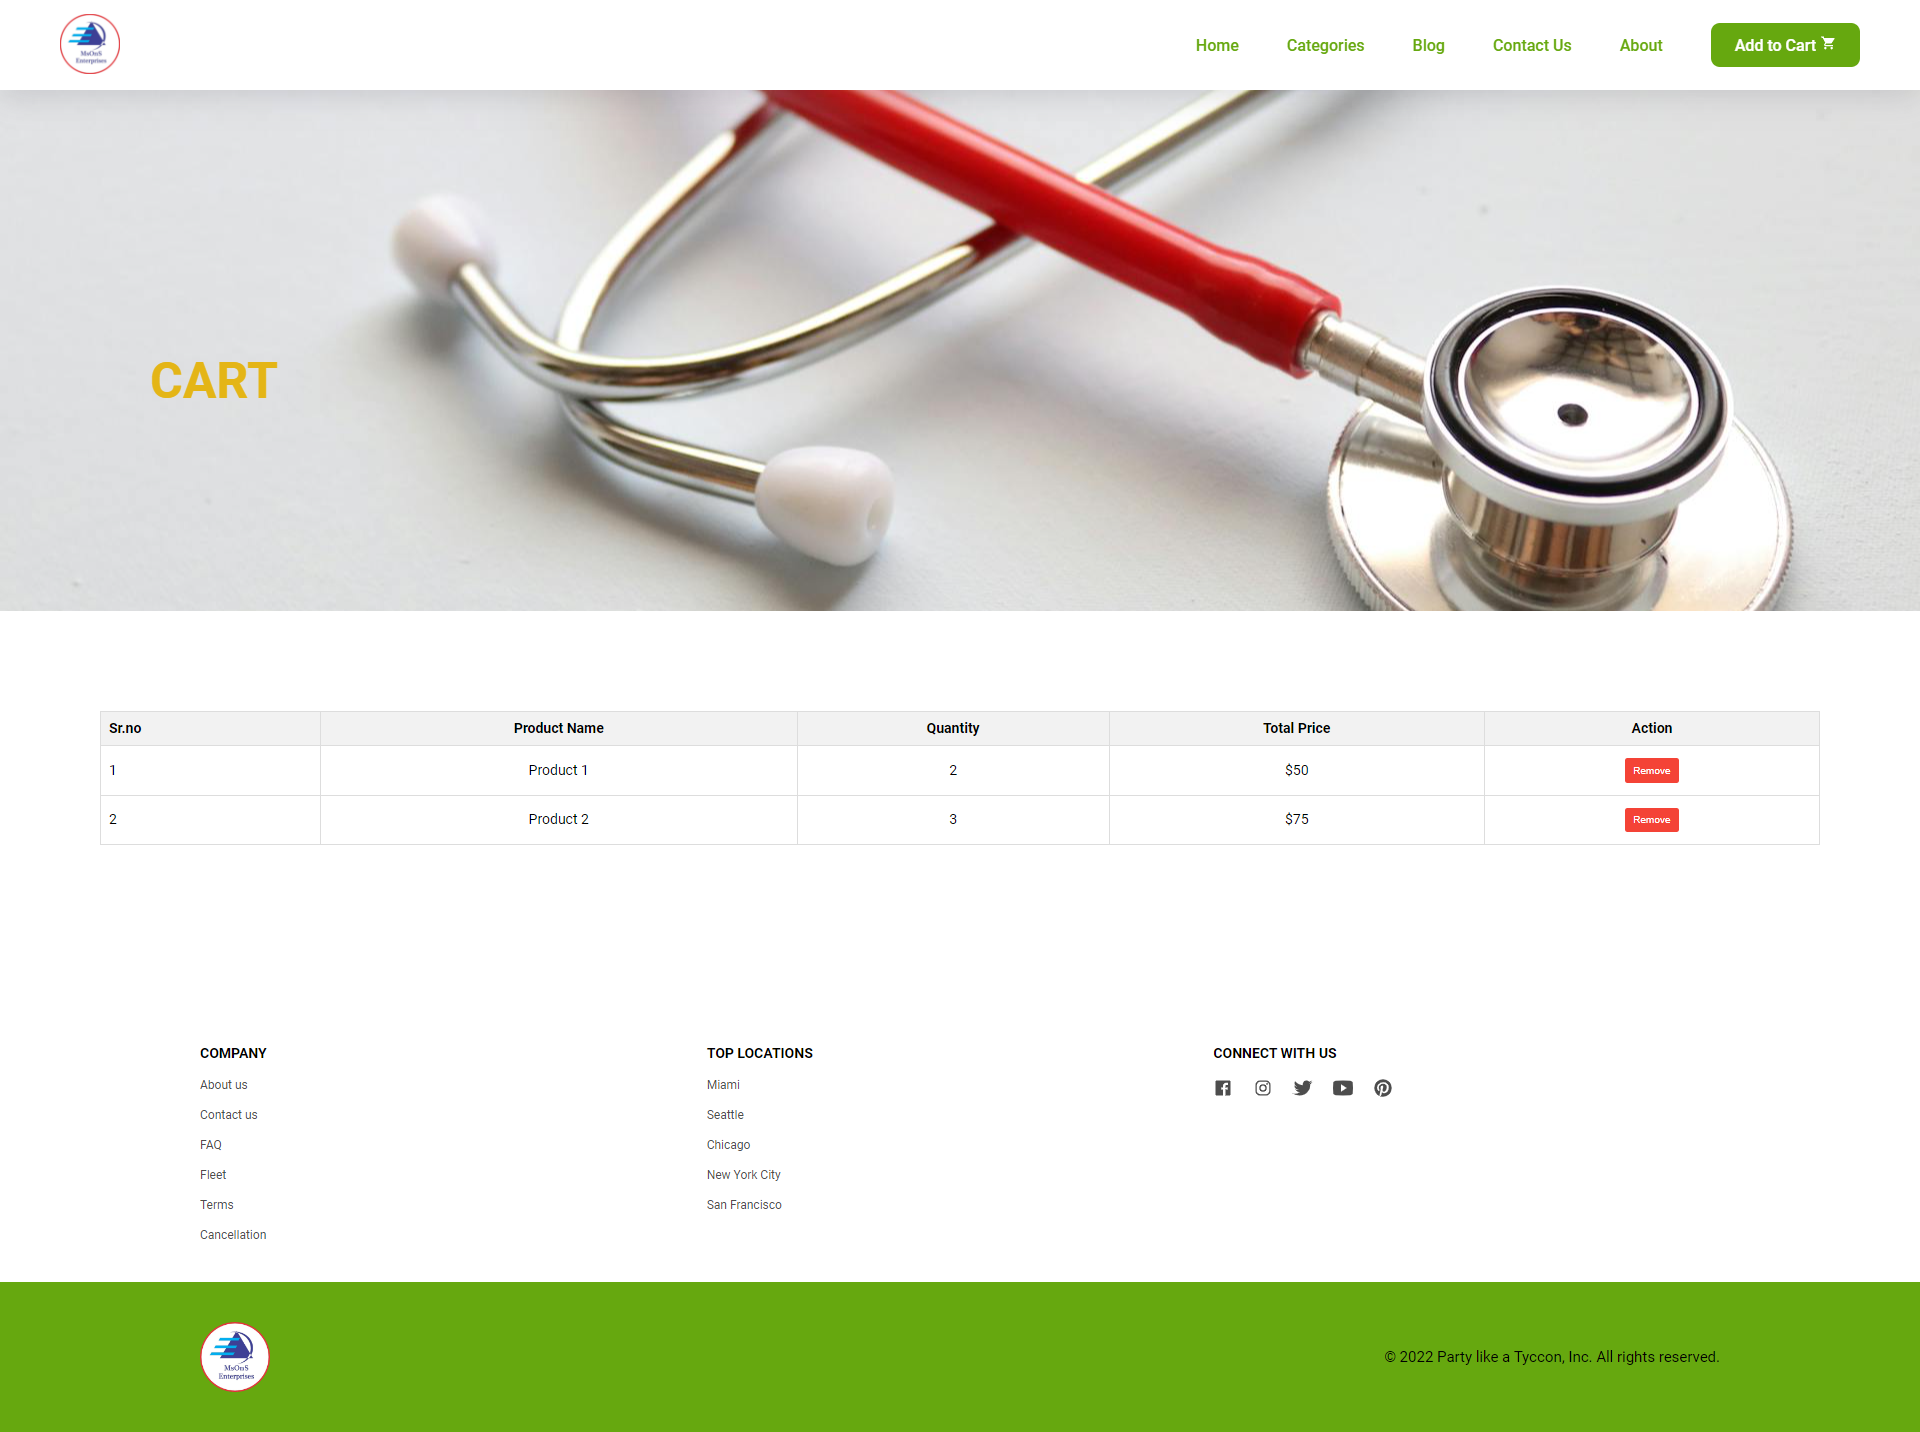 MsOnS
Enterprises
Home Categories Blog Contact Us About Add to Cart
CART
Sr.no Product Name Quantity Total Price Action
1 Product 1 2 $50 Remove
2 Product 2 3 $75 Remove
COMPANY
About us
Contact us
FAQ
Fleet
Terms
Cancellation
TOP LOCATIONS
Miami
Seattle
Chicago
New York City
San Francisco
CONNECT WITH US
MsOnS
Enterprises
© 2022 Party like a Tyccon, Inc. All rights reserved.